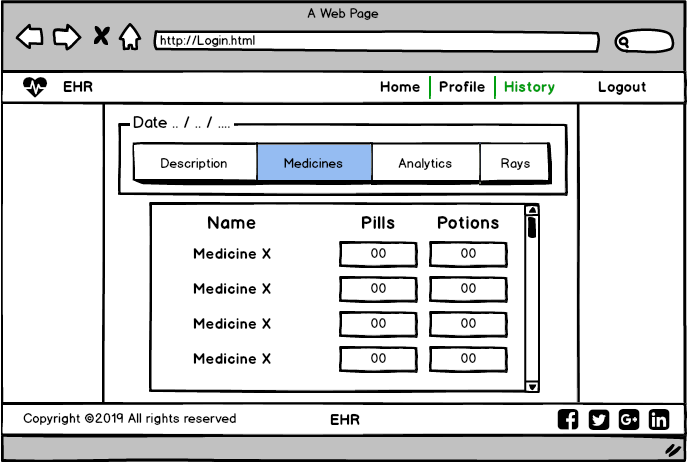 A Web Page
http://Login.html
EHR Home Profile History Logout
Date .. / .. / ....
Description Medicines Analytics Rays
Name Pills Potions
Medicine X 00 00
Medicine X 00 00
Medicine X 00 00
Medicine X 00 00
Copyright ©2019 All rights reserved EHR f G+ in